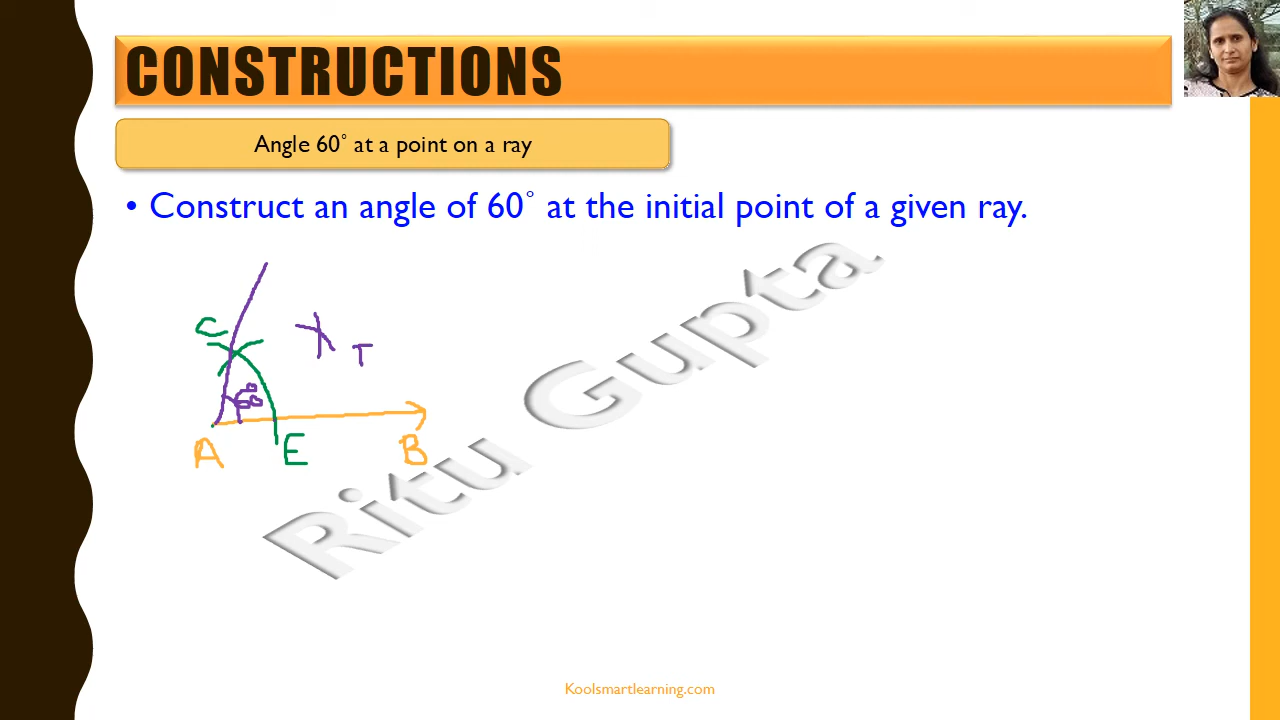 CONSTRUCTIONS
Angle 60° at a point on a ray
• Construct an angle of 60° at the initial point of a given ray.
C
T
60°
A E B
Ritu Gupta
Koolsmartlearning.com